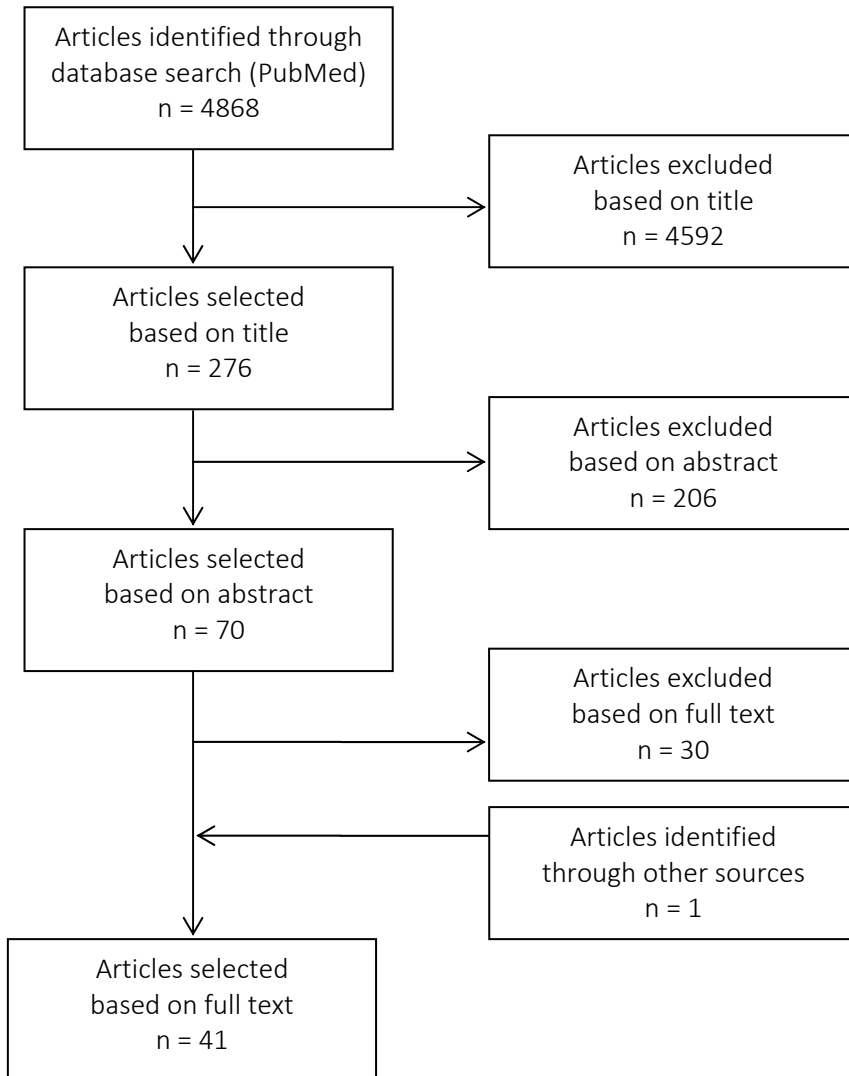 Articles identified through
database search (PubMed)
n = 4868
Articles excluded
based on title
n = 4592
Articles selected
based on title
n = 276
Articles excluded
based on abstract
n = 206
Articles selected
based on abstract
n = 70
Articles excluded
based on full text
n = 30
Articles identified
through other sources
n = 1
Articles selected
based on full text
n = 41